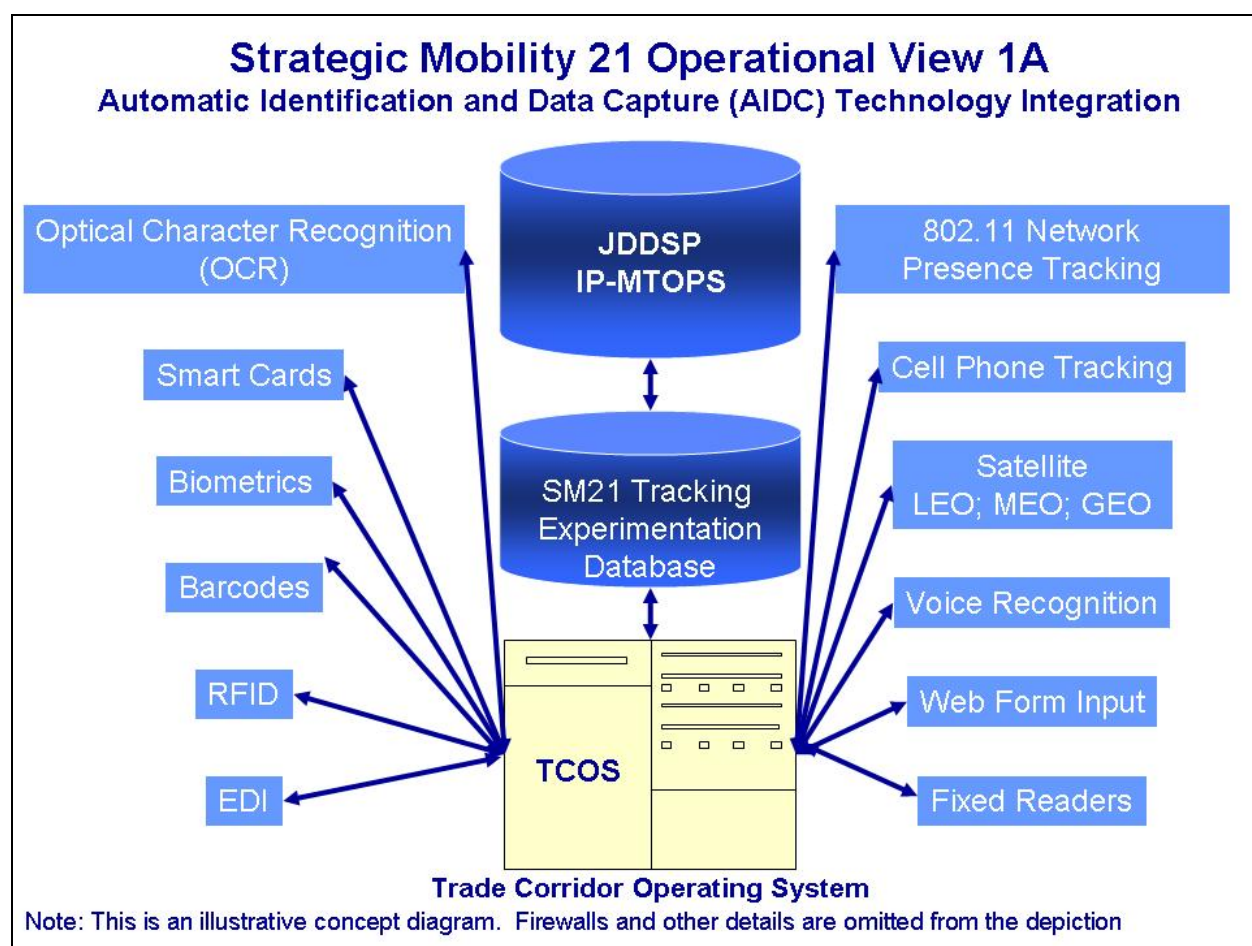 Strategic Mobility 21 Operational View 1A
Automatic Identification and Data Capture (AIDC) Technology Integration
Optical Character Recognition
(OCR)
Smart Cards
Biometrics
Barcodes
RFID
EDI
JDDSP
IP-MTOPS
SM21 Tracking
Experimentation
Database
TCOS
802.11 Network
Presence Tracking
Cell Phone Tracking
Satellite
LEO; MEO; GEO
Voice Recognition
Web Form Input
Fixed Readers
Trade Corridor Operating System
Note: This is an illustrative concept diagram.  Firewalls and other details are omitted from the depiction